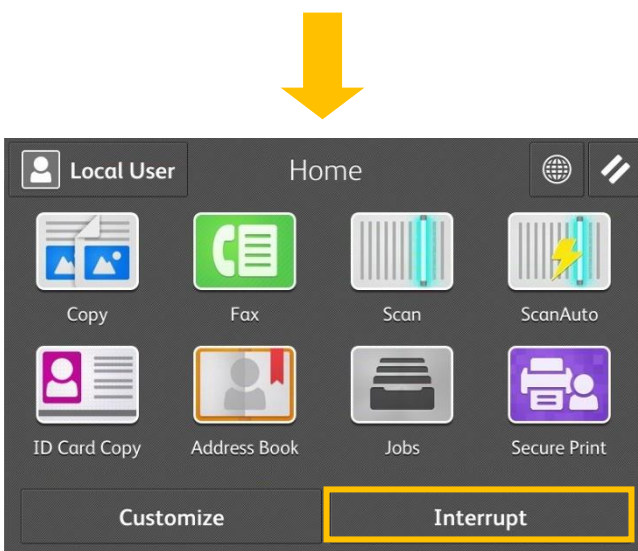 Local User Home
Copy Fax Scan ScanAuto
ID Card Copy Address Book Jobs Secure Print
Customize Interrupt